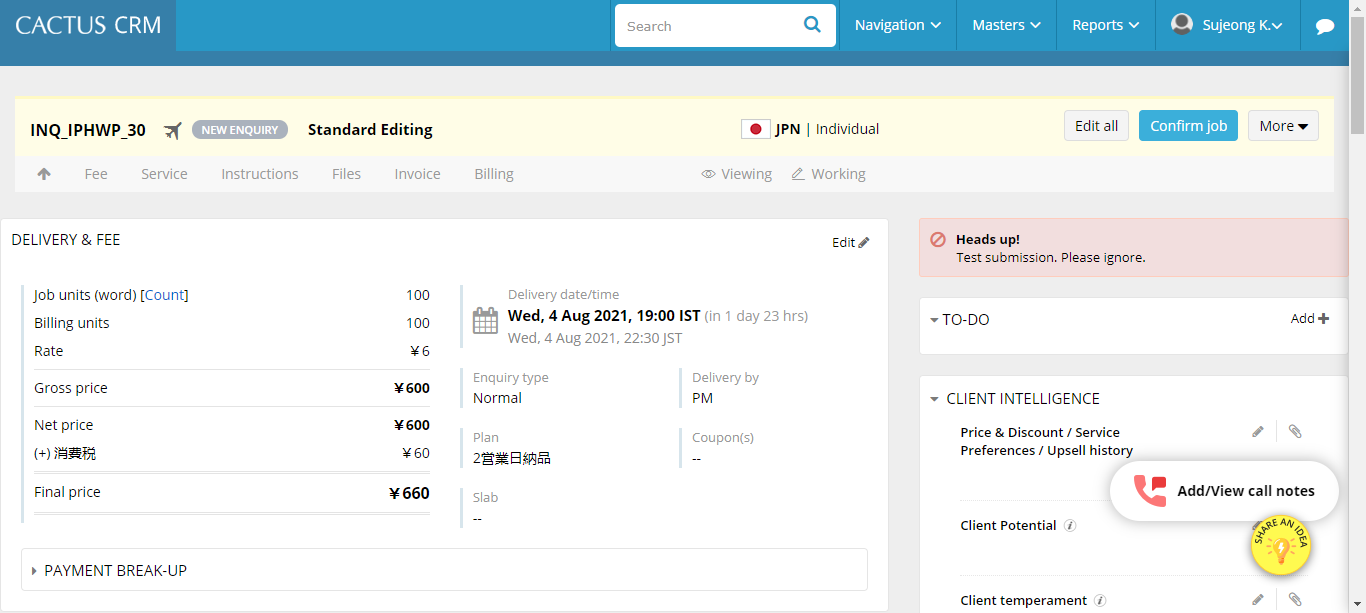 CACTUS CRM
Search
Navigation
Masters
Reports
Sujeong K.
INQ_IPHWP_30
NEW ENQUIRY
Standard Editing
JPN | Individual
Edit all
Confirm job
More
Fee
Service
Instructions
Files
Invoice
Billing
Viewing
Working
DELIVERY & FEE
Edit
Job units (word) [Count] 100
Billing units 100
Rate ¥6
Gross price ¥600
Net price ¥600
(+) 消費税 ¥60
Final price ¥660
Delivery date/time
Wed, 4 Aug 2021, 19:00 IST (in 1 day 23 hrs)
Wed, 4 Aug 2021, 22:30 JST
Enquiry type
Normal
Delivery by
PM
Plan
2営業日納品
Coupon(s)
--
Slab
--
PAYMENT BREAK-UP
Heads up!
Test submission. Please ignore.
TO-DO
Add
CLIENT INTELLIGENCE
Price & Discount / Service
Preferences / Upsell history
Add/View call notes
Client Potential
SHARE AN IDEA
Client temperament